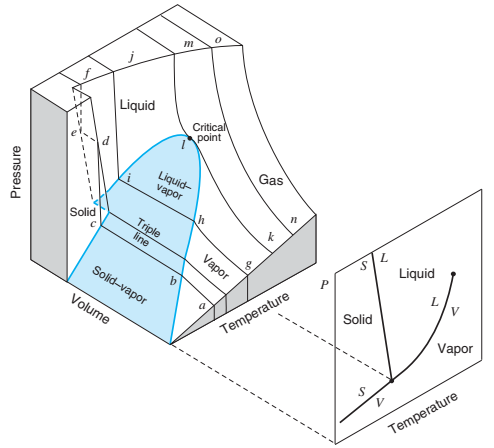 o
m
j
f
Liquid
e
d
Critical
point
l
Pressure
i
Liquid–
vapor
Gas
Solid
c
h
n
Triple
line
k
Vapor
g
Solid–vapor
b
a
Volume
Temperature
P
S
L
Liquid
Solid
L
V
Vapor
S
V
Temperature